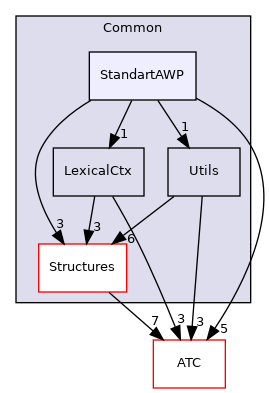 Common
StandartAWP
1
1
LexicalCtx
Utils
3
3
6
Structures
7
3
3
5
ATC